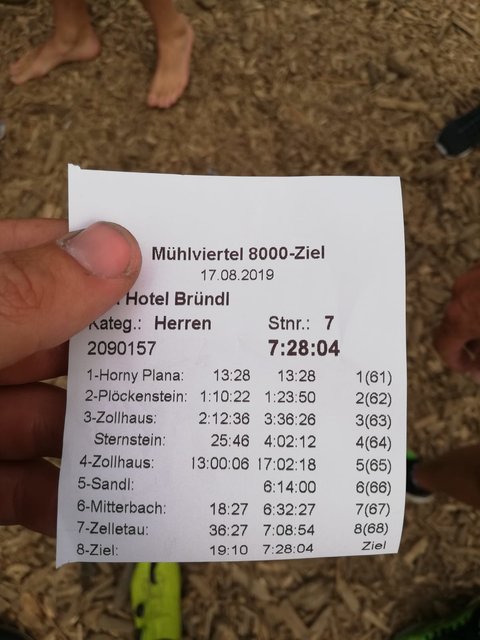 Mühlviertel 8000-Ziel
17.08.2019
Hotel Bründl
Kateg.: Herren Stnr.: 7
2090157 7:28:04
1-Horny Plana: 13:28 13:28 1(61)
2-Plöckenstein: 1:10:22 1:23:50 2(62)
3-Zollhaus: 2:12:36 3:36:26 3(63)
Sternstein: 25:46 4:02:12 4(64)
4-Zollhaus: 13:00:06 17:02:18 5(65)
5-Sandl: 6:14:00 6(66)
6-Mitterbach: 18:27 6:32:27 7(67)
7-Zelletau: 36:27 7:08:54 8(68)
8-Ziel: 19:10 7:28:04 Ziel